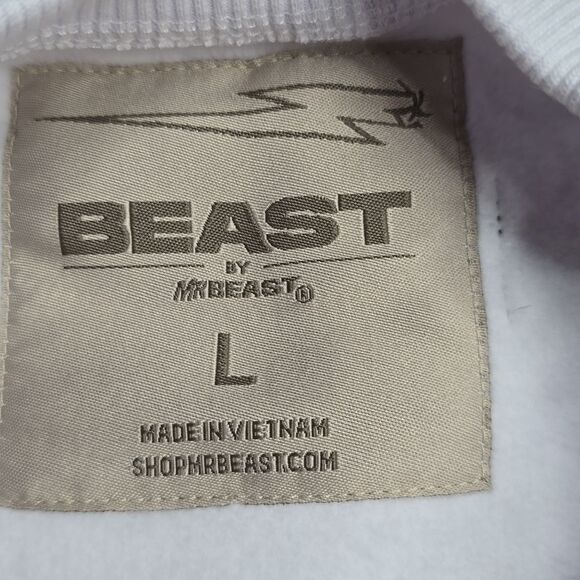 BEAST
BY
MRBEAST®
L
MADE IN VIETNAM
SHOPMRBEAST.COM